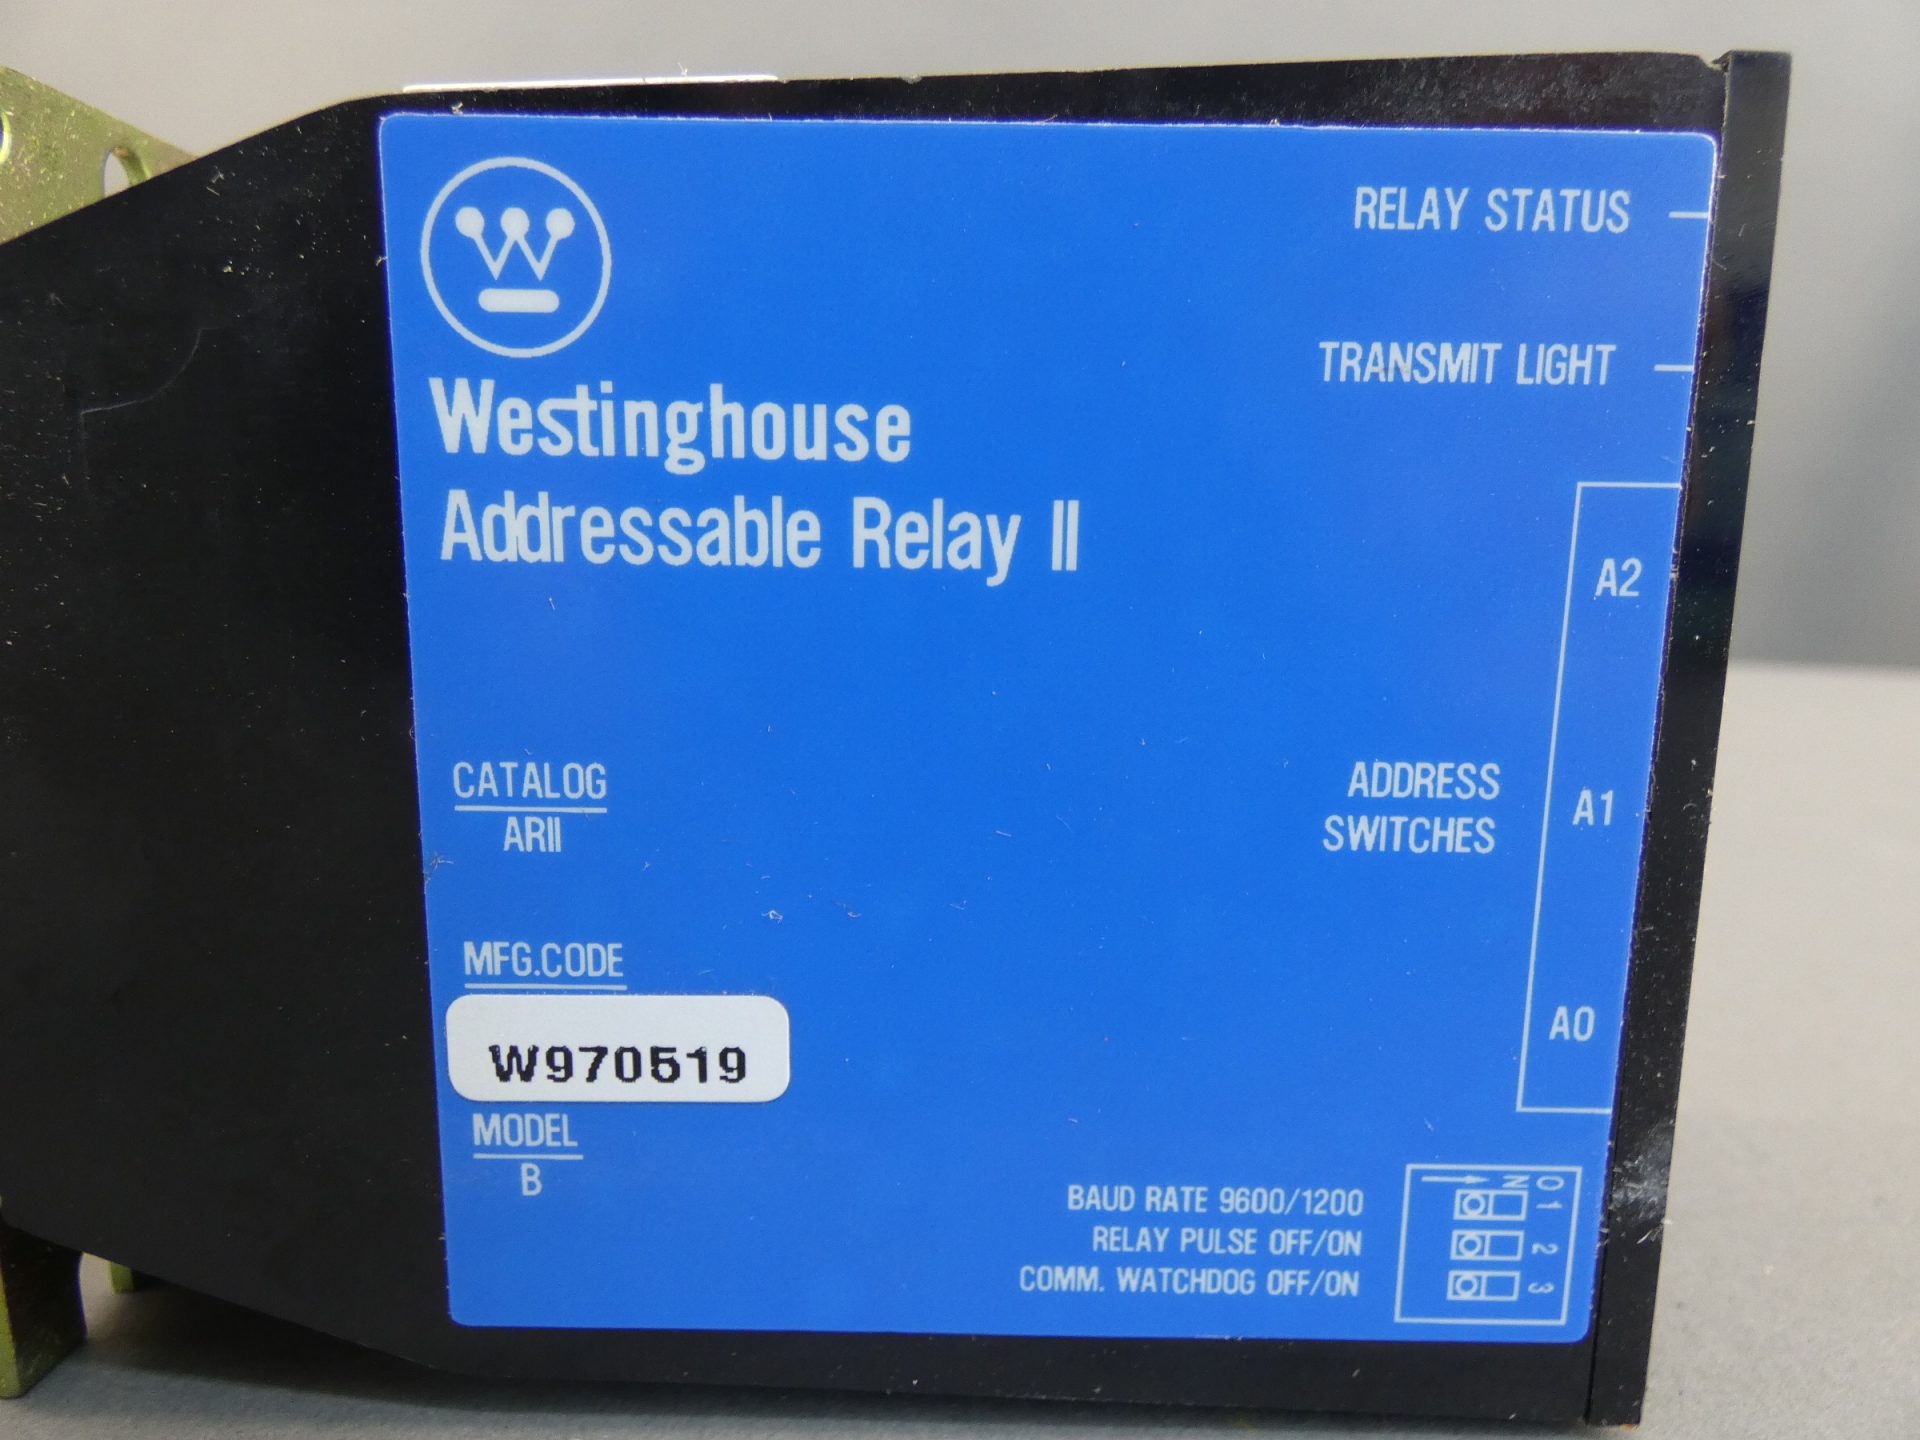 W
Westinghouse
Addressable Relay II
RELAY STATUS
TRANSMIT LIGHT
A2
ADDRESS
SWITCHES
A1
A0
CATALOG
ARII
MFG.CODE
W970519
MODEL
B
BAUD RATE 9600/1200
RELAY PULSE OFF/ON
COMM. WATCHDOG OFF/ON
ON
1
2
3